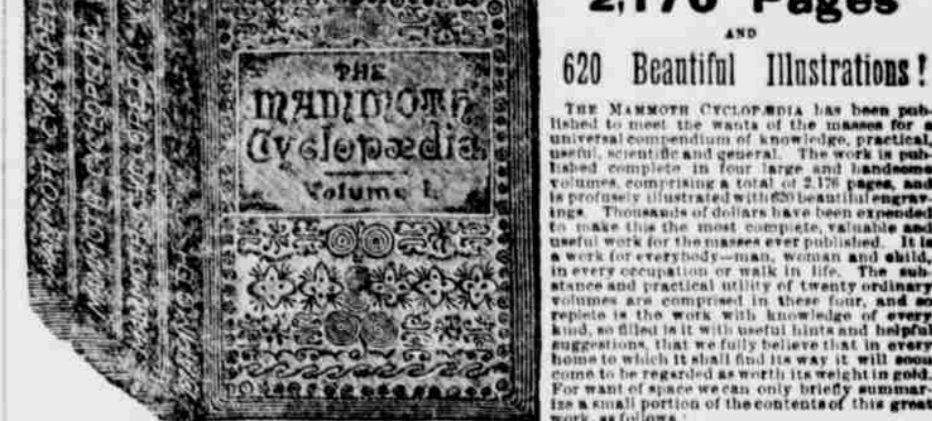 MAMMOTH CYCLOPEDIA
MAMMOTH CYCLOPEDIA
MAMMOTH CYCLOPEDIA
THE
MAMMOTH
Cyclopædia
Volume I.
2,176 Pages
AND
620 Beautiful Illustrations!
THE MAMMOTH CYCLOPÆDIA has been pub-
lished to meet the wants of the masses for a
universal compendium of knowledge, practical,
useful, scientific and general. The work is pub-
lished complete in four large and handsome
volumes, comprising a total of 2,176 pages, and
is profusely illustrated with 620 beautiful engrav-
ings. Thousands of dollars have been expended
to make this the most complete, valuable and
useful work for the masses ever published. It is
a work for everybody—man, woman and child,
in every occupation or walk in life. The sub-
stance and practical utility of twenty ordinary
volumes are comprised in these four, and so
replete is the work with knowledge of every
kind, so filled is it with useful hints and helpful
suggestions, that we fully believe that in every
home to which it shall find its way it will soon
come to be regarded as worth its weight in gold.
For want of space we can only briefly summar-
ize a small portion of the contents of this great
work, as follows: